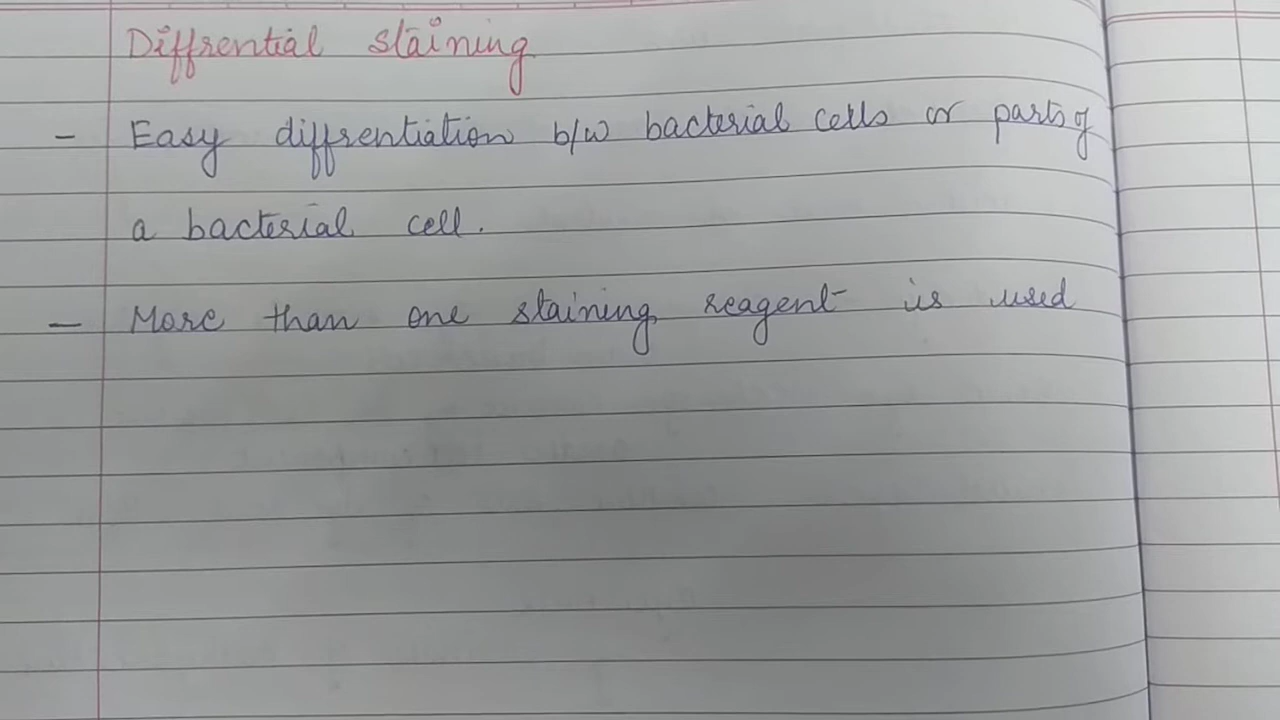 Diffrential staining
- Easy diffrentiation b/w bacterial cells or parts of
a bacterial cell.
- More than one staining reagent is used